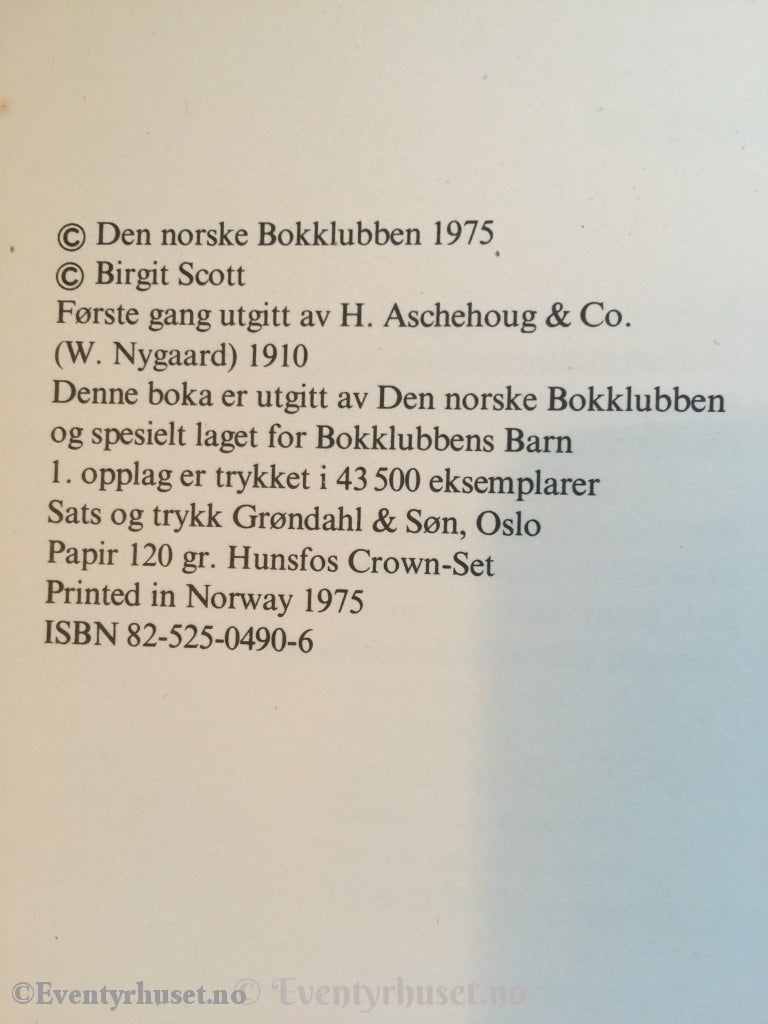 © Den norske Bokklubben 1975
© Birgit Scott
Første gang utgitt av H. Aschehoug & Co.
(W. Nygaard) 1910
Denne boka er utgitt av Den norske Bokklubben
og spesielt laget for Bokklubbens Barn
1. opplag er trykket i 43 500 eksemplarer
Sats og trykk Grøndahl & Søn, Oslo
Papir 120 gr. Hunsfos Crown-Set
Printed in Norway 1975
ISBN 82-525-0490-6
©Eventyrhuset.no © Eventyrhuset.no